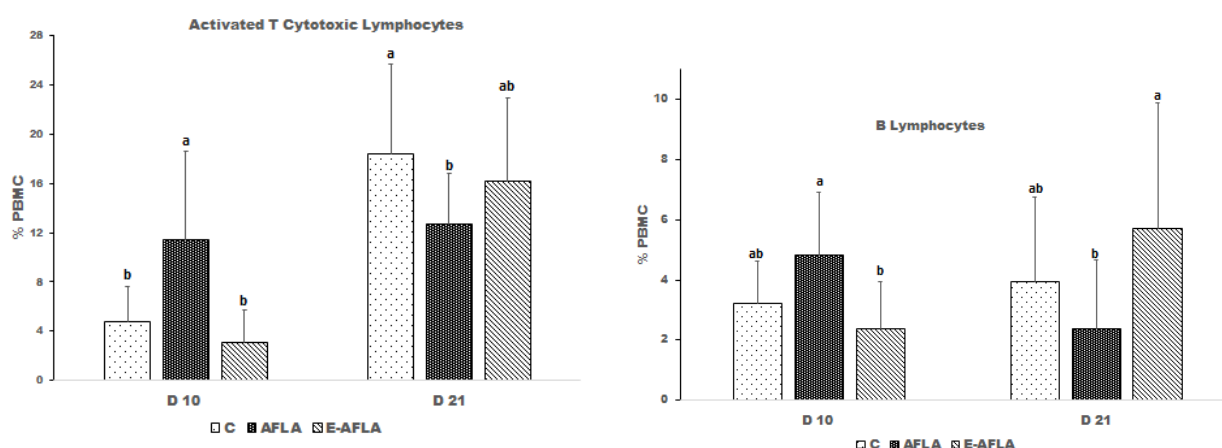 Activated T Cytotoxic Lymphocytes
28
24
20
16
12
8
4
0
% PBMC
b
a
b
a
b
ab
D 10
D 21
C AFLA E-AFLA
B Lymphocytes
10
8
6
4
2
0
% PBMC
ab
a
b
ab
b
a
D 10
D 21
C AFLA E-AFLA